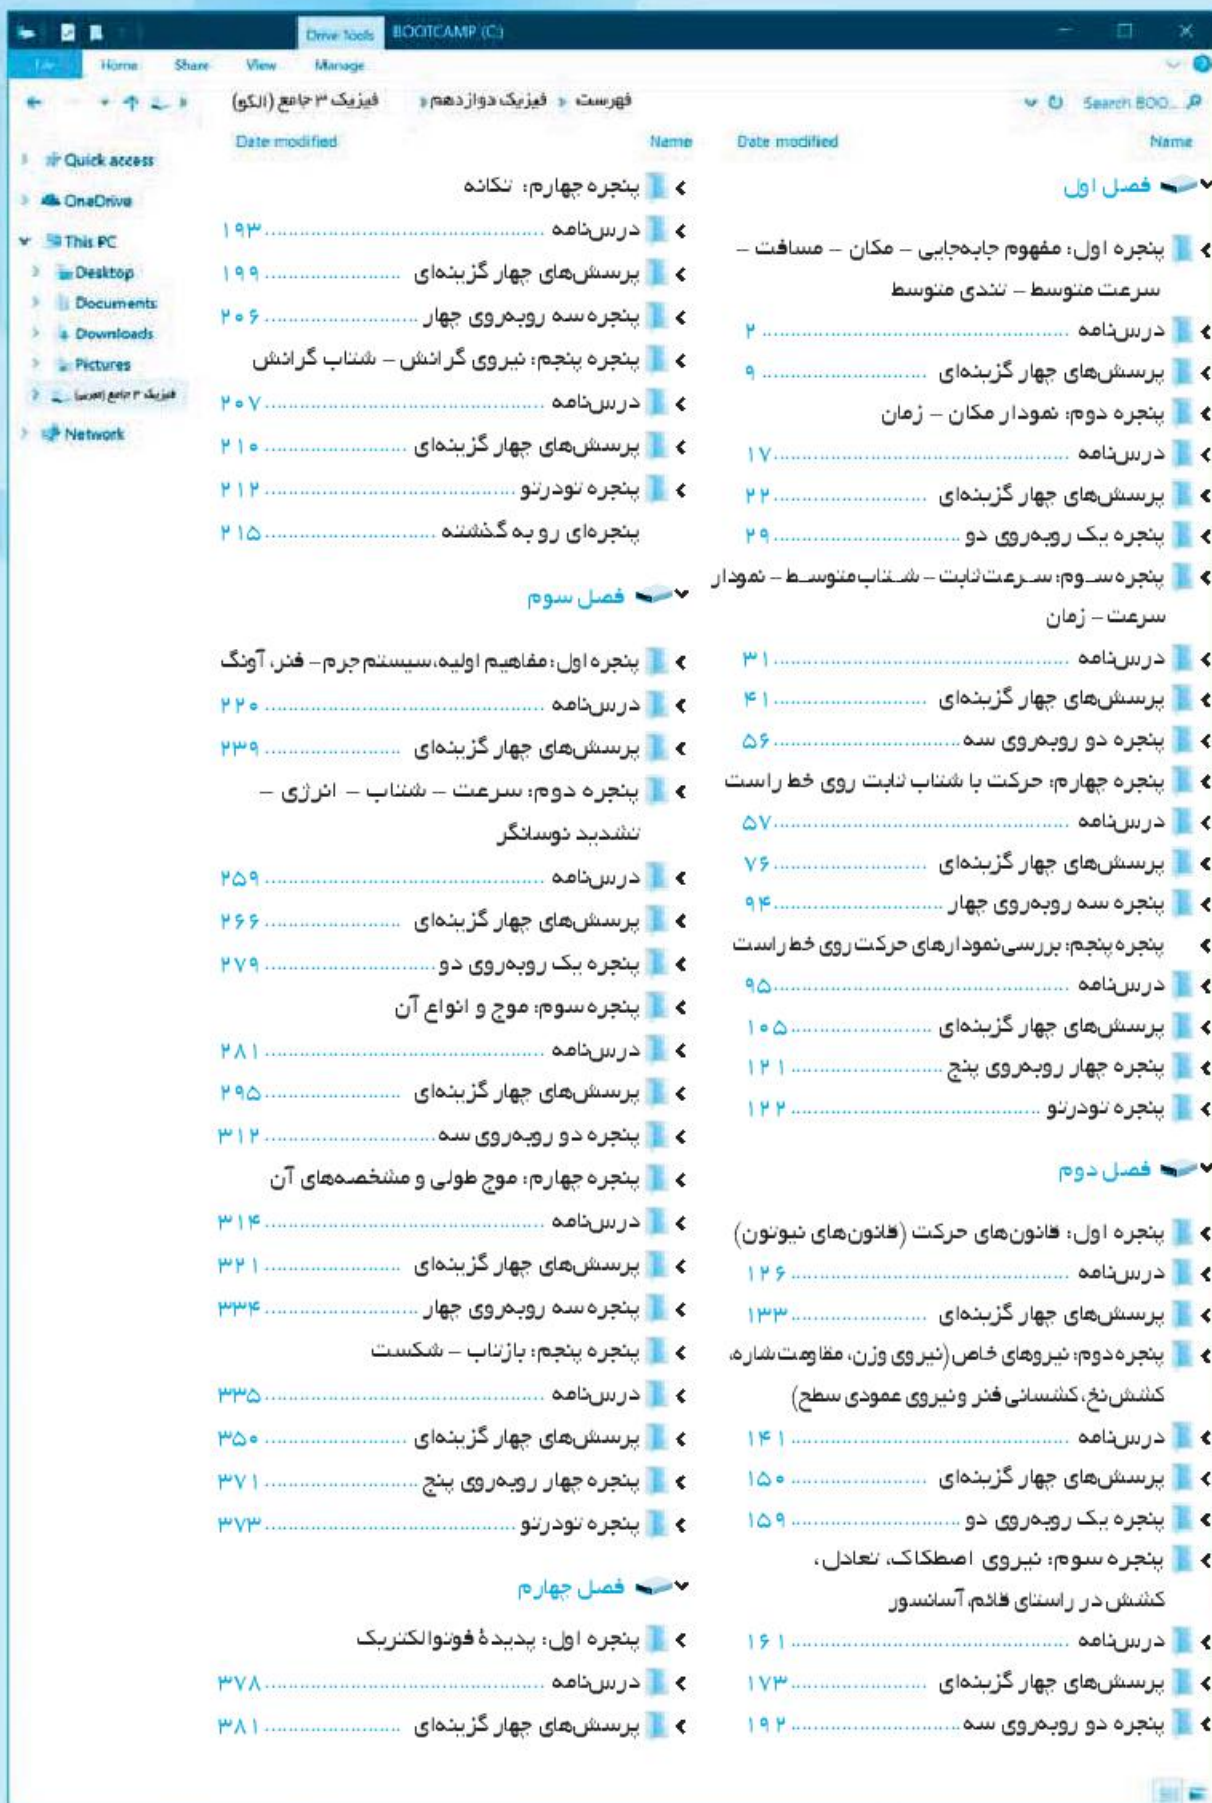 Drive Tools
BOOTCAMP (C:)
Home Share View Manage
فهرست » فیزیک دوازدهم » فیزیک ۳ جامع (الگو)
Search BOO...
Name
Date modified
Name
Date modified
Quick access
OneDrive
This PC
Desktop
Documents
Downloads
Pictures
فیزیک ۳ جامع
Network
فصل اول
پنجره اول: مفهوم جابه‌جایی – مکان – مسافت –
سرعت متوسط – تندی متوسط
درس‌نامه ........ ۲
پرسش‌های چهار گزینه‌ای ........ ۹
پنجره دوم: نمودار مکان – زمان
درس‌نامه ........ ۱۷
پرسش‌های چهار گزینه‌ای ........ ۲۲
پنجره یک روبه‌روی دو ........ ۲۹
پنجره سوم: سرعت ثابت – شتاب متوسط – نمودار
سرعت – زمان
درس‌نامه ........ ۳۱
پرسش‌های چهار گزینه‌ای ........ ۴۱
پنجره دو روبه‌روی سه ........ ۵۶
پنجره چهارم: حرکت با شتاب ثابت روی خط راست
درس‌نامه ........ ۵۷
پرسش‌های چهار گزینه‌ای ........ ۷۶
پنجره سه روبه‌روی چهار ........ ۹۴
پنجره پنجم: بررسی نمودارهای حرکت روی خط راست
درس‌نامه ........ ۹۵
پرسش‌های چهار گزینه‌ای ........ ۱۰۵
پنجره چهار روبه‌روی پنج ........ ۱۲۱
پنجره تودرتو ........ ۱۲۲
فصل دوم
پنجره اول: قانون‌های حرکت (قانون‌های نیوتون)
درس‌نامه ........ ۱۲۶
پرسش‌های چهار گزینه‌ای ........ ۱۳۳
پنجره دوم: نیروهای خاص (نیروی وزن، مقاومت شاره،
کشش نخ، کشسانی فنر و نیروی عمودی سطح)
درس‌نامه ........ ۱۴۱
پرسش‌های چهار گزینه‌ای ........ ۱۵۰
پنجره یک روبه‌روی دو ........ ۱۵۹
پنجره سوم: نیروی اصطکاک، تعادل،
کشش در راستای قائم، آسانسور
درس‌نامه ........ ۱۶۱
پرسش‌های چهار گزینه‌ای ........ ۱۷۳
پنجره دو روبه‌روی سه ........ ۱۹۲
پنجره چهارم: تکانه
درس‌نامه ........ ۱۹۳
پرسش‌های چهار گزینه‌ای ........ ۱۹۹
پنجره سه روبه‌روی چهار ........ ۲۰۶
پنجره پنجم: نیروی گرانش – شتاب گرانش
درس‌نامه ........ ۲۰۷
پرسش‌های چهار گزینه‌ای ........ ۲۱۰
پنجره تودرتو ........ ۲۱۲
پنجره‌ای رو به گذشته ........ ۲۱۵
فصل سوم
پنجره اول: مفاهیم اولیه، سیستم جرم – فنر، آونگ
درس‌نامه ........ ۲۲۰
پرسش‌های چهار گزینه‌ای ........ ۲۳۹
پنجره دوم: سرعت – شتاب – انرژی –
تشدید نوسانگر
درس‌نامه ........ ۲۵۹
پرسش‌های چهار گزینه‌ای ........ ۲۶۶
پنجره یک روبه‌روی دو ........ ۲۷۹
پنجره سوم: موج و انواع آن
درس‌نامه ........ ۲۸۱
پرسش‌های چهار گزینه‌ای ........ ۲۹۵
پنجره دو روبه‌روی سه ........ ۳۱۲
پنجره چهارم: موج طولی و مشخصه‌های آن
درس‌نامه ........ ۳۱۴
پرسش‌های چهار گزینه‌ای ........ ۳۲۱
پنجره سه روبه‌روی چهار ........ ۳۳۴
پنجره پنجم: بازتاب – شکست
درس‌نامه ........ ۳۳۵
پرسش‌های چهار گزینه‌ای ........ ۳۵۰
پنجره چهار روبه‌روی پنج ........ ۳۷۱
پنجره تودرتو ........ ۳۷۳
فصل چهارم
پنجره اول: پدیدهٔ فوتوالکتریک
درس‌نامه ........ ۳۷۸
پرسش‌های چهار گزینه‌ای ........ ۳۸۱